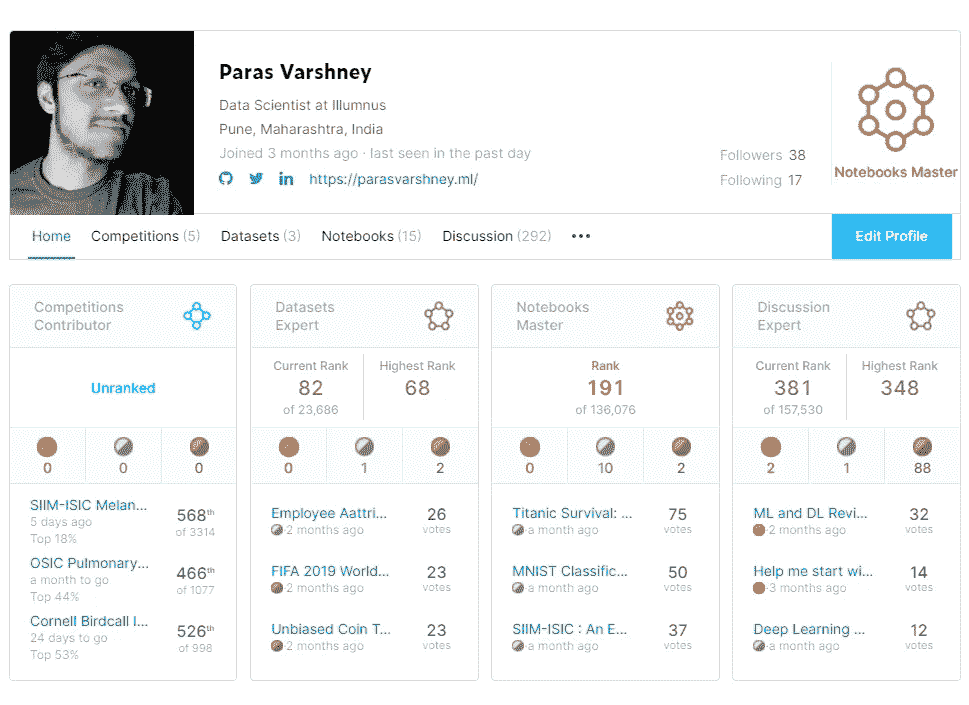 Paras Varshney
Data Scientist at Illumnus
Pune, Maharashtra, India
Joined 3 months ago · last seen in the past day
in https://parasvarshney.ml/
Followers 38
Following 17
Notebooks Master
Home Competitions (5) Datasets (3) Notebooks (15) Discussion (292) •••
Edit Profile
Competitions
Contributor
Unranked
0 0 0
SIIM-ISIC Melan...
5 days ago
Top 18%
568th
of 3314
OSIC Pulmonary...
a month to go
Top 44%
466th
of 1077
Cornell Birdcall I...
24 days to go
Top 53%
526th
of 998
Datasets
Expert
Current Rank
82
of 23,686
Highest Rank
68
0 1 2
Employee Aattri...
2 months ago
26
votes
FIFA 2019 World...
2 months ago
23
votes
Unbiased Coin T...
2 months ago
23
votes
Notebooks
Master
Rank
191
of 136,076
0 10 2
Titanic Survival: ...
a month ago
75
votes
MNIST Classific...
a month ago
50
votes
SIIM-ISIC : An E...
a month ago
37
votes
Discussion
Expert
Current Rank
381
of 157,530
Highest Rank
348
2 1 88
ML and DL Revi...
2 months ago
32
votes
Help me start wi...
3 months ago
14
votes
Deep Learning ...
a month ago
12
votes